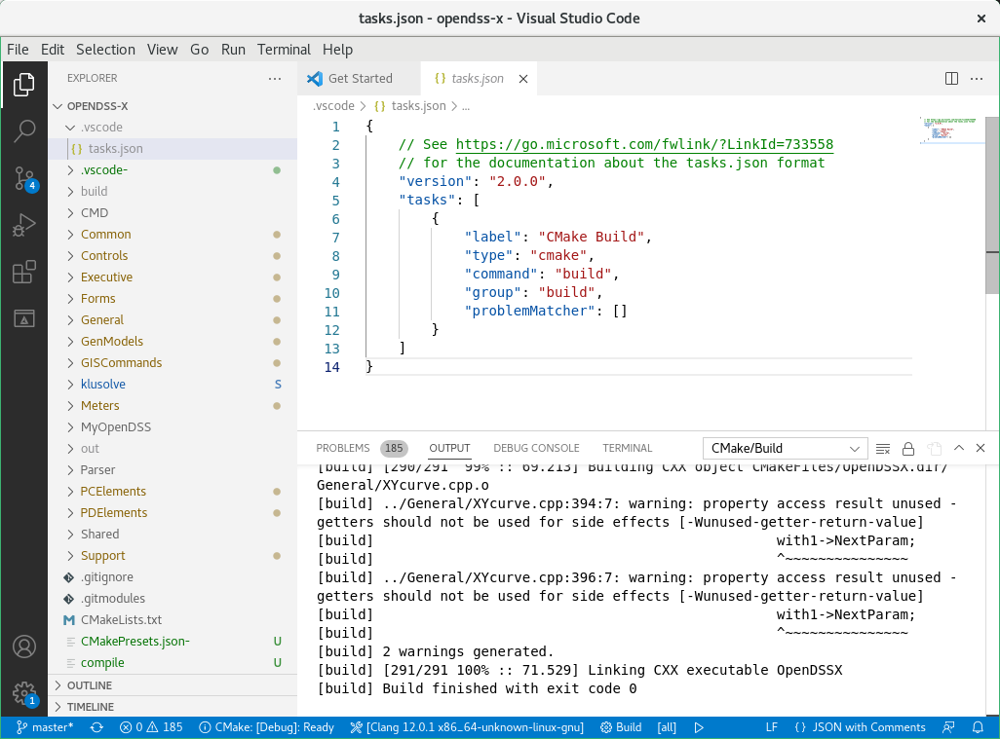 tasks.json - opendss-x - Visual Studio Code
File Edit Selection View Go Run Terminal Help
EXPLORER
OPENDSS-X
.vscode
{} tasks.json
.vscode-
build
CMD
Common
Controls
Executive
Forms
General
GenModels
GISCommands
klusolve S
Meters
MyOpenDSS
out
Parser
PCElements
PDElements
Shared
Support
.gitignore
.gitmodules
CMakeLists.txt
CMakePresets.json- U
compile U
OUTLINE
TIMELINE
4
1
Get Started {} tasks.json
.vscode > {} tasks.json > ...
1 {
2 // See https://go.microsoft.com/fwlink/?LinkId=733558
3 // for the documentation about the tasks.json format
4 "version": "2.0.0",
5 "tasks": [
6 {
7 "label": "CMake Build",
8 "type": "cmake",
9 "command": "build",
10 "group": "build",
11 "problemMatcher": []
12 }
13 ]
14 }
PROBLEMS 185 OUTPUT DEBUG CONSOLE TERMINAL CMake/Build
[build] [290/291 99% :: 69.213] Building CXX object CMakeFiles/OpenDSSX.dir/
General/XYcurve.cpp.o
[build] ../General/XYcurve.cpp:394:7: warning: property access result unused -
getters should not be used for side effects [-Wunused-getter-return-value]
[build] with1->NextParam;
[build] ^~~~~~~~~~~~~~~~
[build] ../General/XYcurve.cpp:396:7: warning: property access result unused -
getters should not be used for side effects [-Wunused-getter-return-value]
[build] with1->NextParam;
[build] ^~~~~~~~~~~~~~~~
[build] 2 warnings generated.
[build] [291/291 100% :: 71.529] Linking CXX executable OpenDSSX
[build] Build finished with exit code 0
master* 0 185 CMake: [Debug]: Ready [Clang 12.0.1 x86_64-unknown-linux-gnu] Build [all] LF {} JSON with Comments